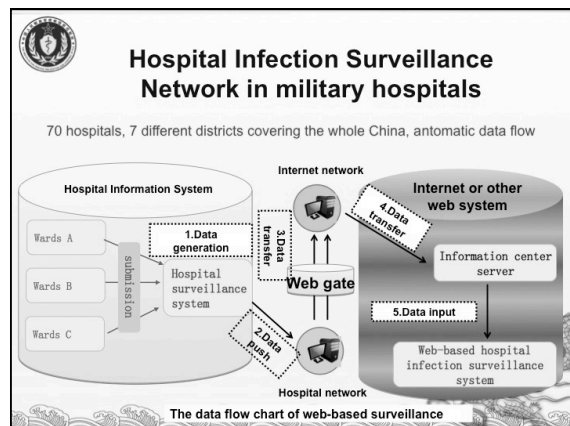 Hospital Infection Surveillance
Network in military hospitals
70 hospitals, 7 different districts covering the whole China, antomatic data flow
Hospital Information System
Wards A
Wards B
Wards C
submission
1.Data
generation
Hospital
surveillance
system
2.Data
push
Internet network
3.Data
transfer
Web gate
Hospital network
4.Data
transfer
Internet or other
web system
Information center
server
5.Data input
Web-based hospital
infection surveillance
system
The data flow chart of web-based surveillance